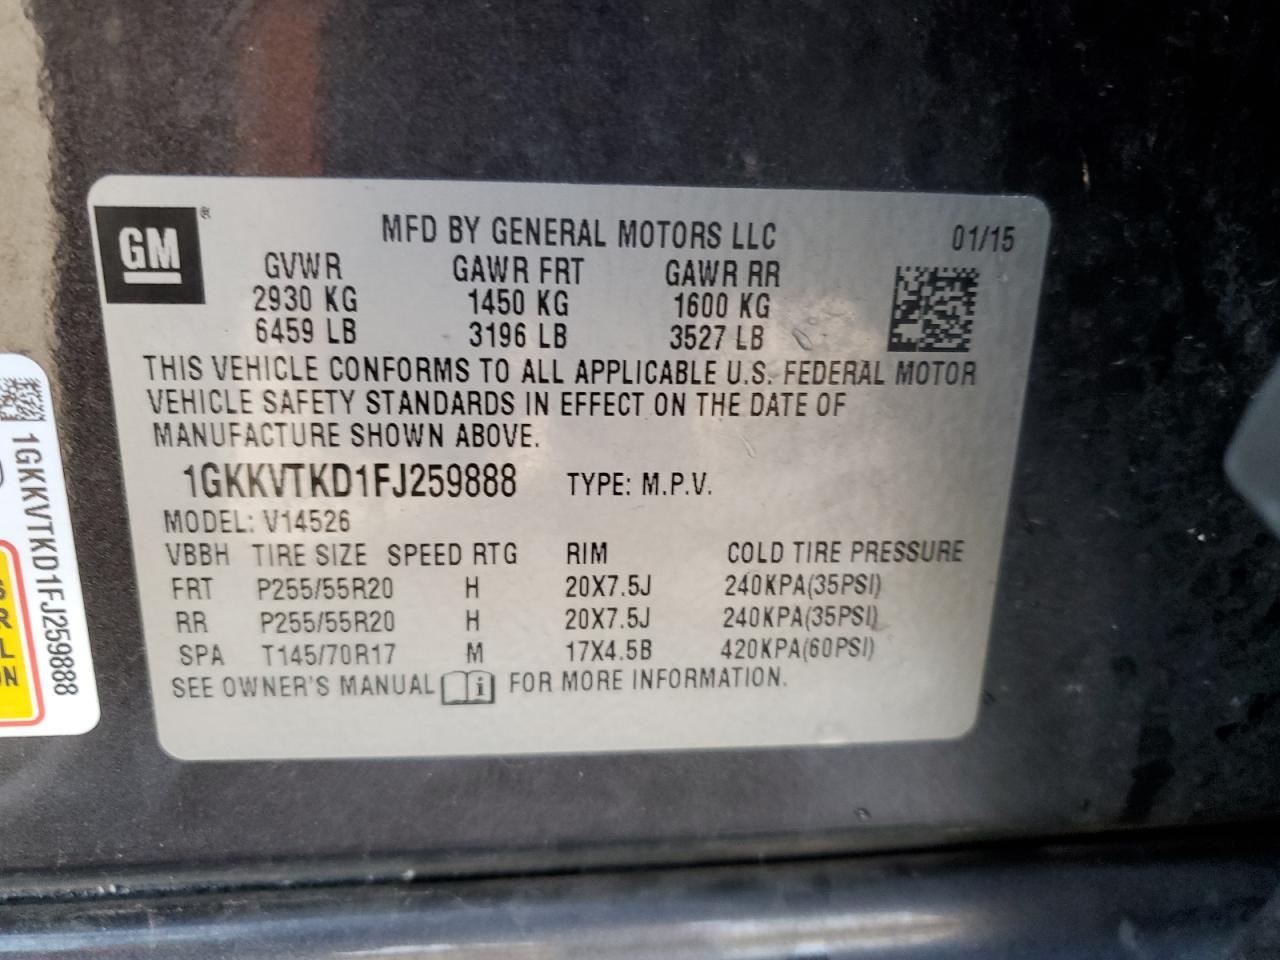 GM ®
MFD BY GENERAL MOTORS LLC 01/15
GVWR GAWR FRT GAWR RR
2930 KG 1450 KG 1600 KG
6459 LB 3196 LB 3527 LB
THIS VEHICLE CONFORMS TO ALL APPLICABLE U.S. FEDERAL MOTOR
VEHICLE SAFETY STANDARDS IN EFFECT ON THE DATE OF
MANUFACTURE SHOWN ABOVE.
1GKKVTKD1FJ259888 TYPE: M.P.V.
MODEL: V14526
VBBH TIRE SIZE SPEED RTG RIM COLD TIRE PRESSURE
FRT P255/55R20 H 20X7.5J 240KPA(35PSI)
RR P255/55R20 H 20X7.5J 240KPA(35PSI)
SPA T145/70R17 M 17X4.5B 420KPA(60PSI)
SEE OWNER'S MANUAL i FOR MORE INFORMATION.
1GKKVTKD1FJ259888